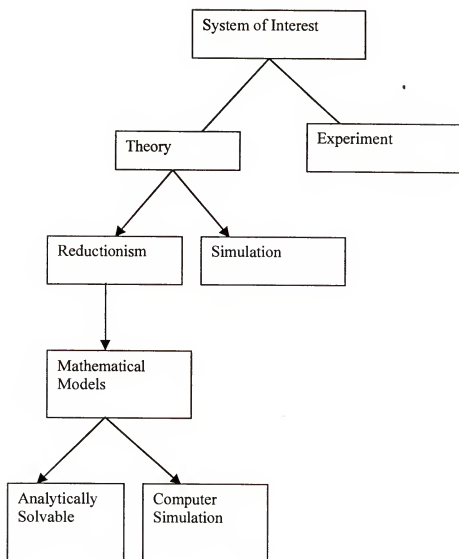 System of Interest
Theory
Experiment
Reductionism
Simulation
Mathematical
Models
Analytically
Solvable
Computer
Simulation